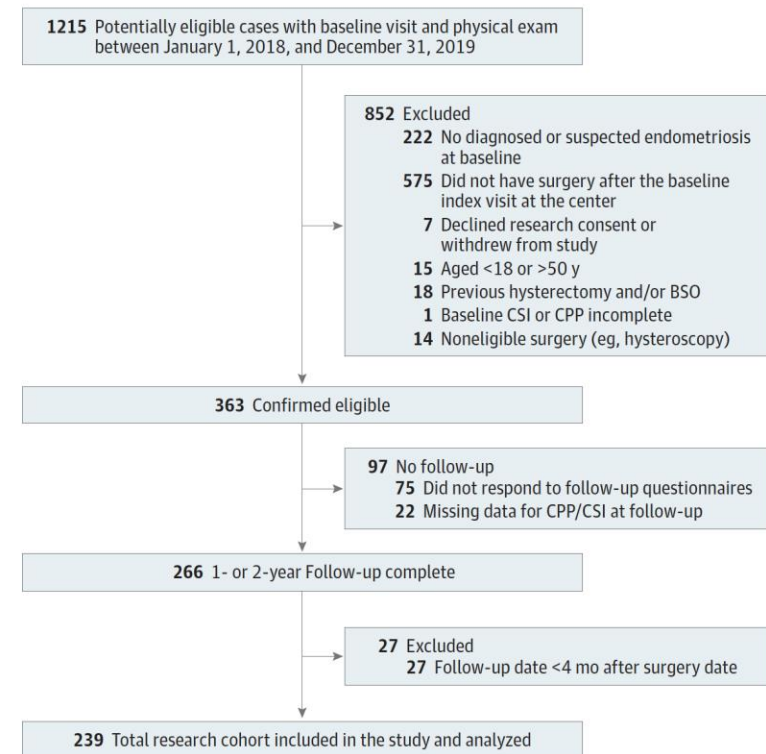 1215 Potentially eligible cases with baseline visit and physical exam
between January 1, 2018, and December 31, 2019
852 Excluded
222 No diagnosed or suspected endometriosis
at baseline
575 Did not have surgery after the baseline
index visit at the center
7 Declined research consent or
withdrew from study
15 Aged <18 or >50 y
18 Previous hysterectomy and/or BSO
1 Baseline CSI or CPP incomplete
14 Noneligible surgery (eg, hysteroscopy)
363 Confirmed eligible
97 No follow-up
75 Did not respond to follow-up questionnaires
22 Missing data for CPP/CSI at follow-up
266 1- or 2-year Follow-up complete
27 Excluded
27 Follow-up date <4 mo after surgery date
239 Total research cohort included in the study and analyzed